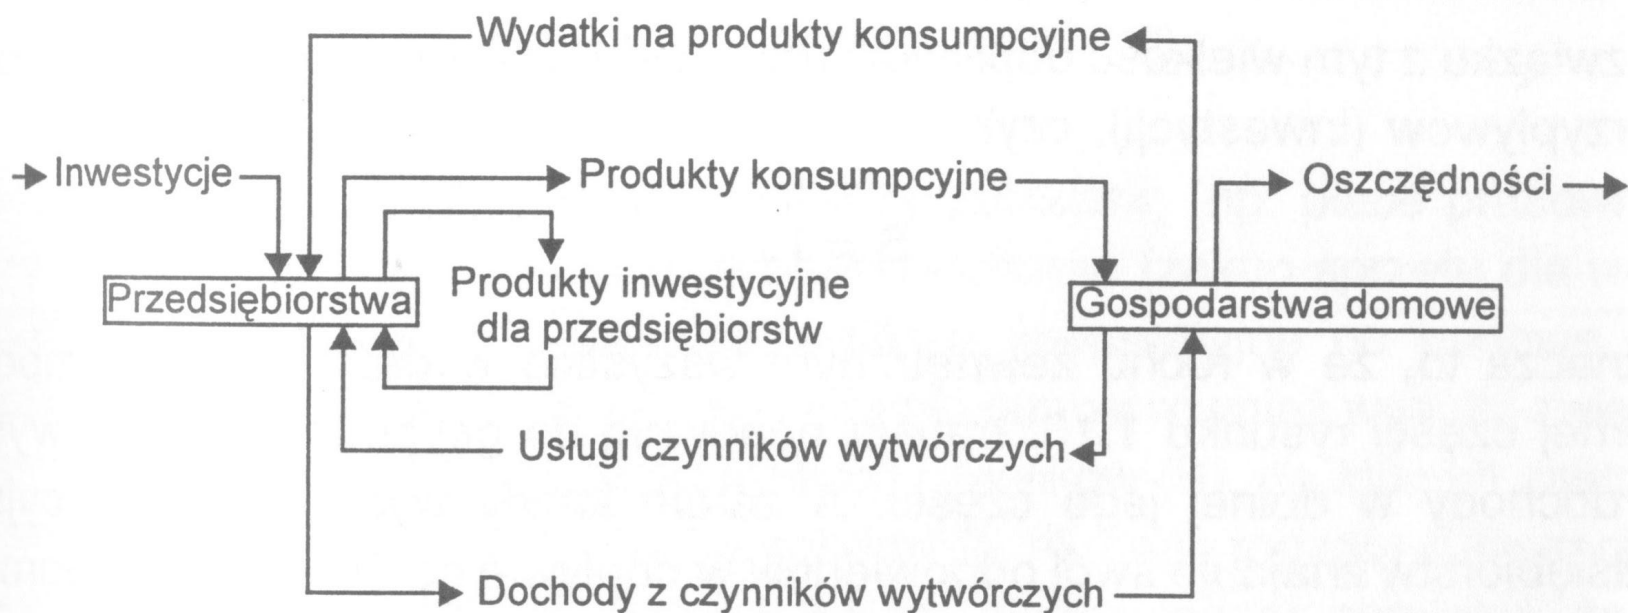 Wydatki na produkty konsumpcyjne
Inwestycje
Produkty konsumpcyjne
Oszczędności
Przedsiębiorstwa
Produkty inwestycyjne
dla przedsiębiorstw
Gospodarstwa domowe
Usługi czynników wytwórczych
Dochody z czynników wytwórczych